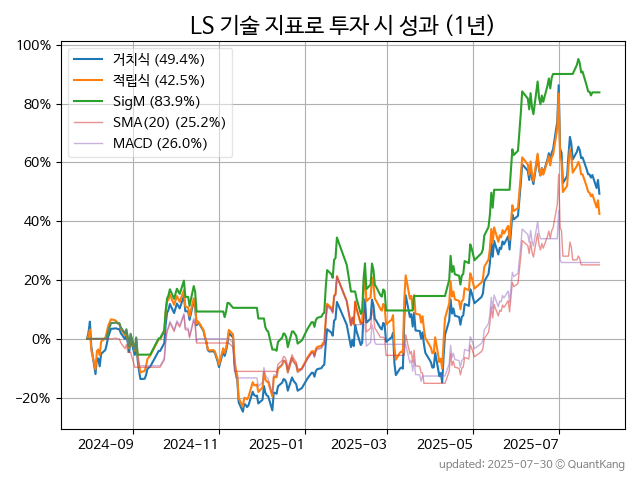 LS 기술 지표로 투자 시 성과 (1년)
100%
80%
60%
40%
20%
0%
−20%
거치식 (49.4%)
적립식 (42.5%)
SigM (83.9%)
SMA(20) (25.2%)
MACD (26.0%)
2024-09
2024-11
2025-01
2025-03
2025-05
2025-07
updated: 2025-07-30 © QuantKang